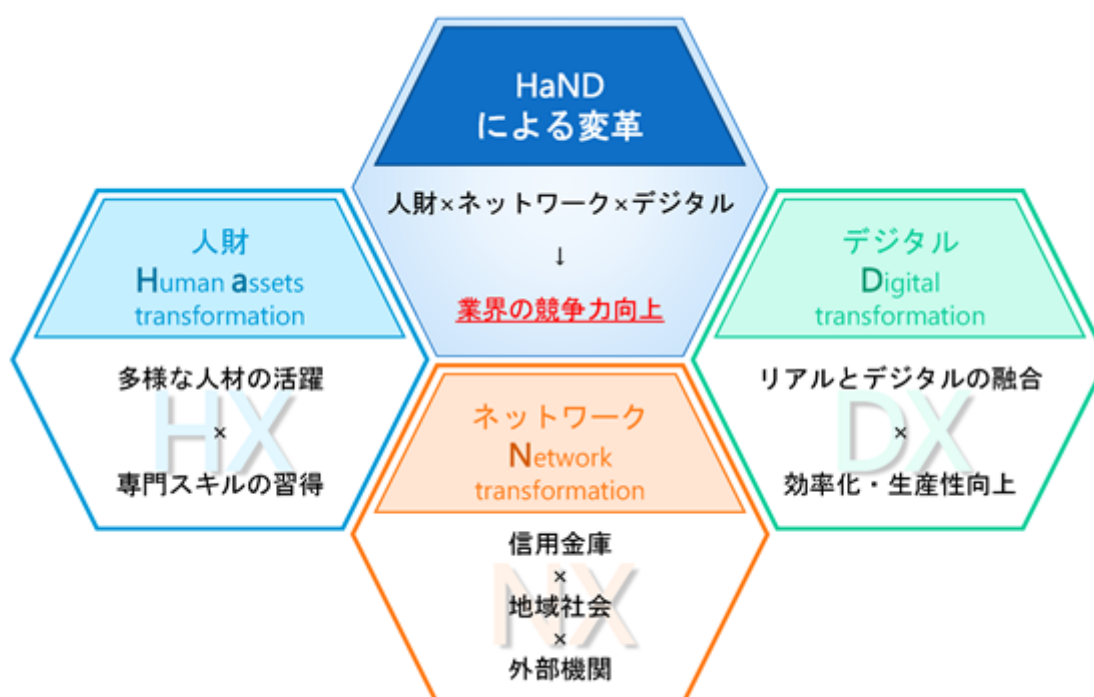 HaND
による変革
人財×ネットワーク×デジタル
↓
業界の競争力向上
人財
Human assets
transformation
多様な人材の活躍
×
専門スキルの習得
HX
ネットワーク
Network
transformation
信用金庫
×
地域社会
×
外部機関
NX
デジタル
Digital
transformation
リアルとデジタルの融合
×
効率化・生産性向上
DX